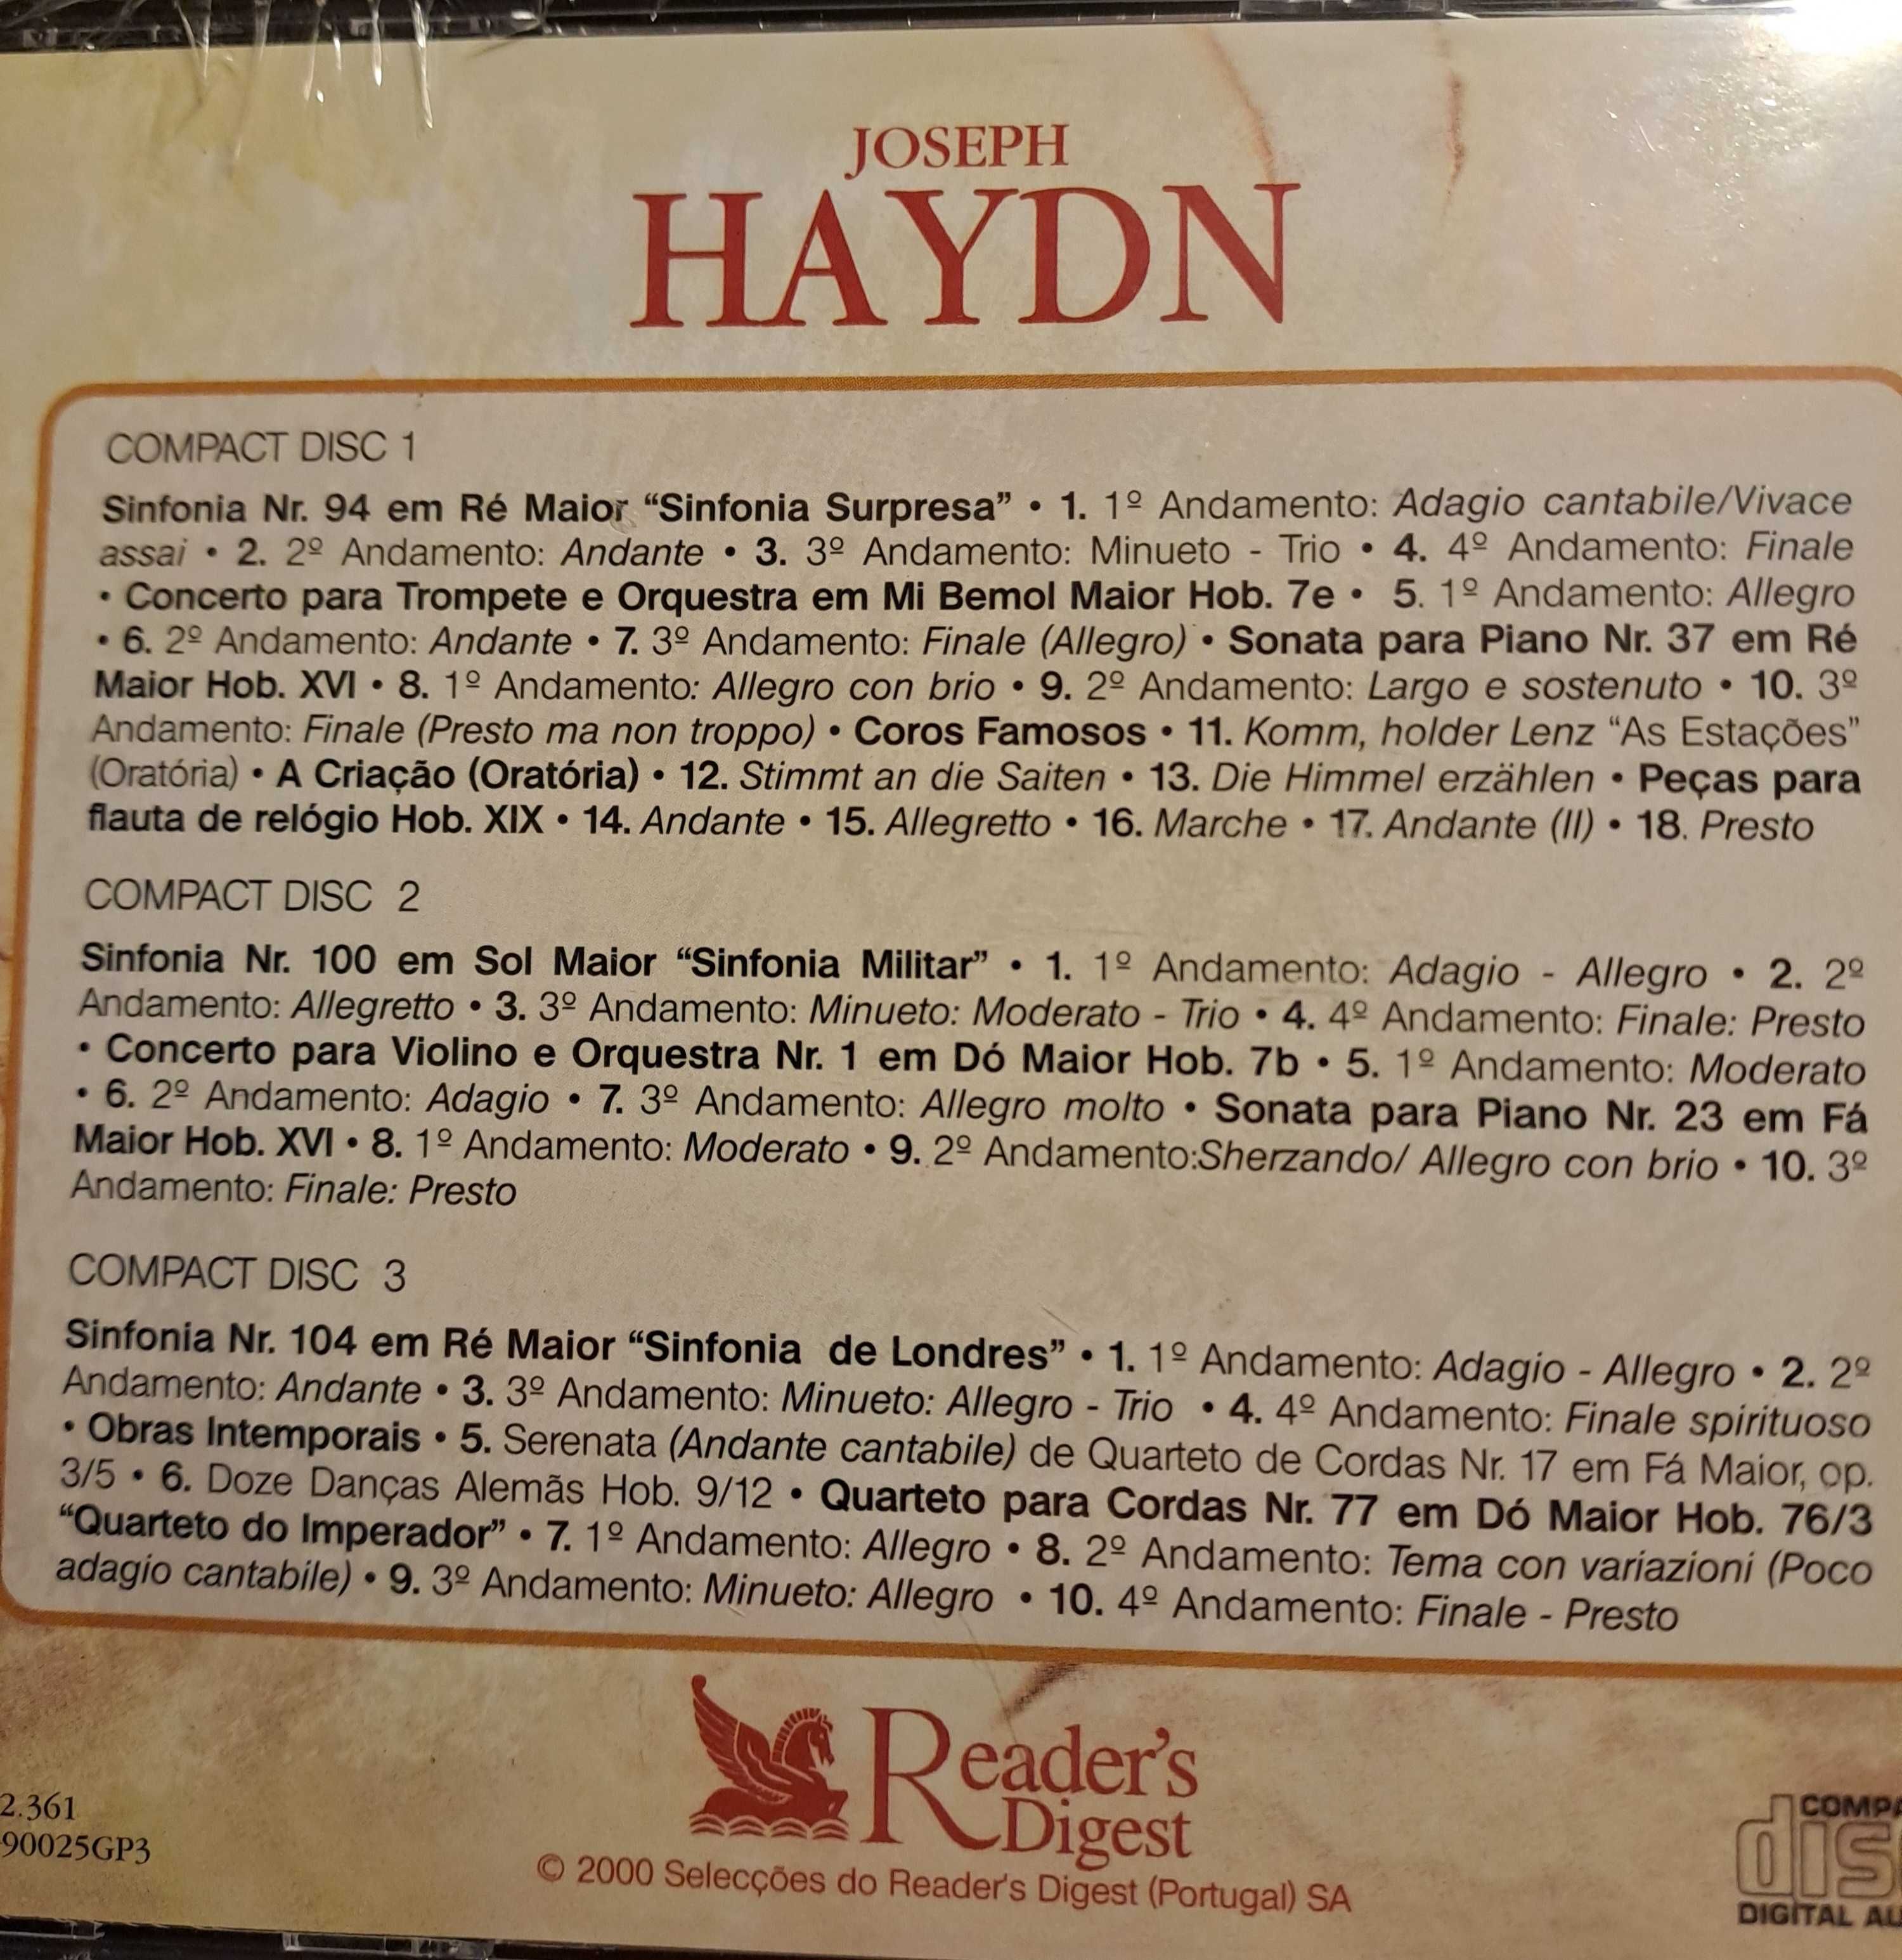 JOSEPH
HAYDN
COMPACT DISC 1
Sinfonia Nr. 94 em Ré Maior “Sinfonia Surpresa” • 1. 1º Andamento: Adagio cantabile/Vivace
assai • 2. 2º Andamento: Andante • 3. 3º Andamento: Minueto - Trio • 4. 4º Andamento: Finale
• Concerto para Trompete e Orquestra em Mi Bemol Maior Hob. 7e • 5. 1º Andamento: Allegro
• 6. 2º Andamento: Andante • 7. 3º Andamento: Finale (Allegro) • Sonata para Piano Nr. 37 em Ré
Maior Hob. XVI • 8. 1º Andamento: Allegro con brio • 9. 2º Andamento: Largo e sostenuto • 10. 3º
Andamento: Finale (Presto ma non troppo) • Coros Famosos • 11. Komm, holder Lenz “As Estações”
(Oratória) • A Criação (Oratória) • 12. Stimmt an die Saiten • 13. Die Himmel erzählen • Peças para
flauta de relógio Hob. XIX • 14. Andante • 15. Allegretto • 16. Marche • 17. Andante (II) • 18. Presto
COMPACT DISC 2
Sinfonia Nr. 100 em Sol Maior “Sinfonia Militar” • 1. 1º Andamento: Adagio - Allegro • 2. 2º
Andamento: Allegretto • 3. 3º Andamento: Minueto: Moderato - Trio • 4. 4º Andamento: Finale: Presto
• Concerto para Violino e Orquestra Nr. 1 em Dó Maior Hob. 7b • 5. 1º Andamento: Moderato
• 6. 2º Andamento: Adagio • 7. 3º Andamento: Allegro molto • Sonata para Piano Nr. 23 em Fá
Maior Hob. XVI • 8. 1º Andamento: Moderato • 9. 2º Andamento:Sherzando/ Allegro con brio • 10. 3º
Andamento: Finale: Presto
COMPACT DISC 3
Sinfonia Nr. 104 em Ré Maior “Sinfonia de Londres” • 1. 1º Andamento: Adagio - Allegro • 2. 2º
Andamento: Andante • 3. 3º Andamento: Minueto: Allegro - Trio • 4. 4º Andamento: Finale spirituoso
• Obras Intemporais • 5. Serenata (Andante cantabile) de Quarteto de Cordas Nr. 17 em Fá Maior, op.
3/5 • 6. Doze Danças Alemãs Hob. 9/12 • Quarteto para Cordas Nr. 77 em Dó Maior Hob. 76/3
“Quarteto do Imperador” • 7. 1º Andamento: Allegro • 8. 2º Andamento: Tema con variazioni (Poco
adagio cantabile) • 9. 3º Andamento: Minueto: Allegro • 10. 4º Andamento: Finale - Presto
Reader's
Digest
© 2000 Selecções do Reader's Digest (Portugal) SA
2.361
90025GP3
COMPA
dis
DIGITAL AU